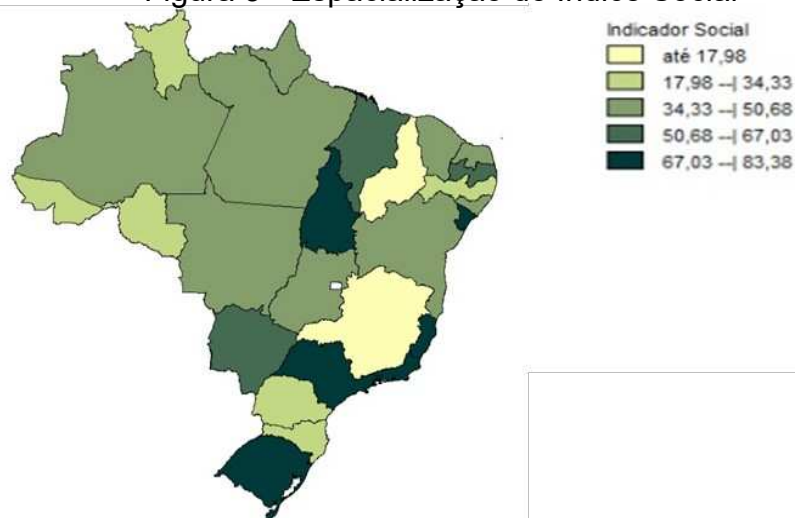 Indicador Social
até 17,98
17,98 --| 34,33
34,33 --| 50,68
50,68 --| 67,03
67,03 --| 83,38